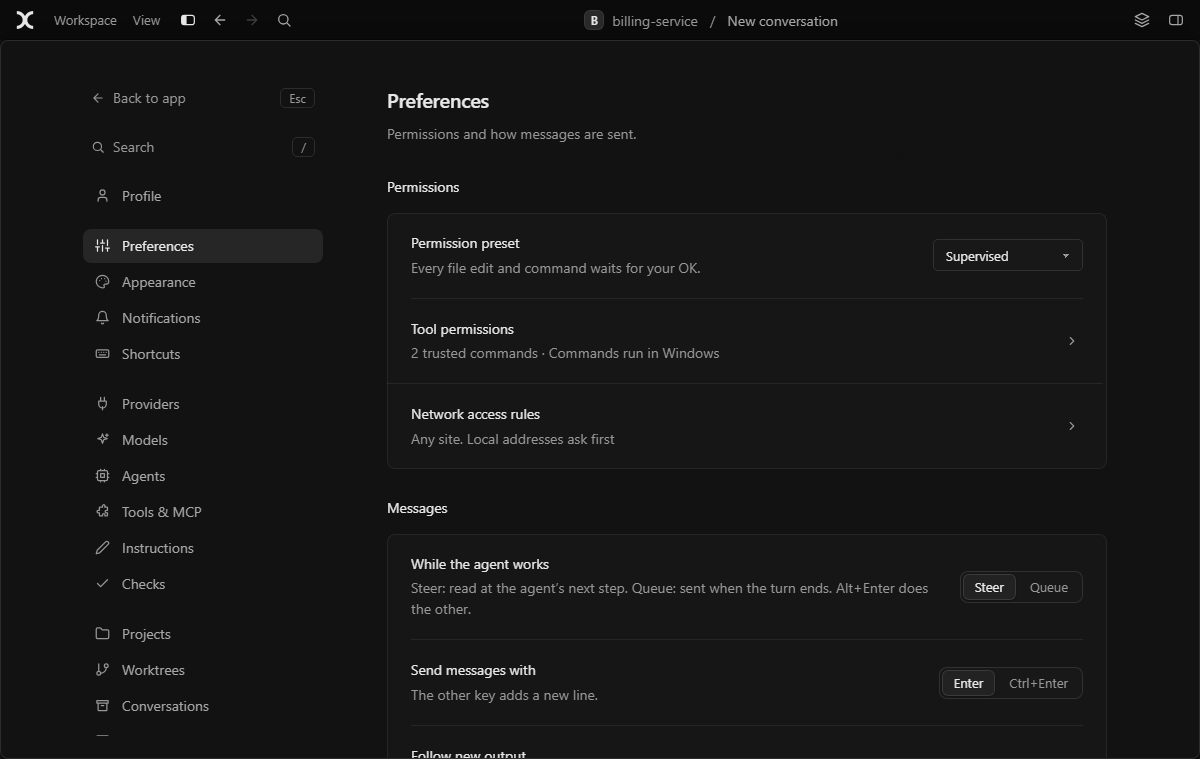 Workspace View
B billing-service / New conversation
Back to app Esc
Search /
Profile
Preferences
Appearance
Notifications
Shortcuts
Providers
Models
Agents
Tools & MCP
Instructions
Checks
Projects
Worktrees
Conversations
Preferences
Permissions and how messages are sent.
Permissions
Permission preset
Every file edit and command waits for your OK.
Supervised
Tool permissions
2 trusted commands · Commands run in Windows
Network access rules
Any site. Local addresses ask first
Messages
While the agent works
Steer: read at the agent’s next step. Queue: sent when the turn ends. Alt+Enter does
the other.
Steer Queue
Send messages with
The other key adds a new line.
Enter Ctrl+Enter
Follow new output